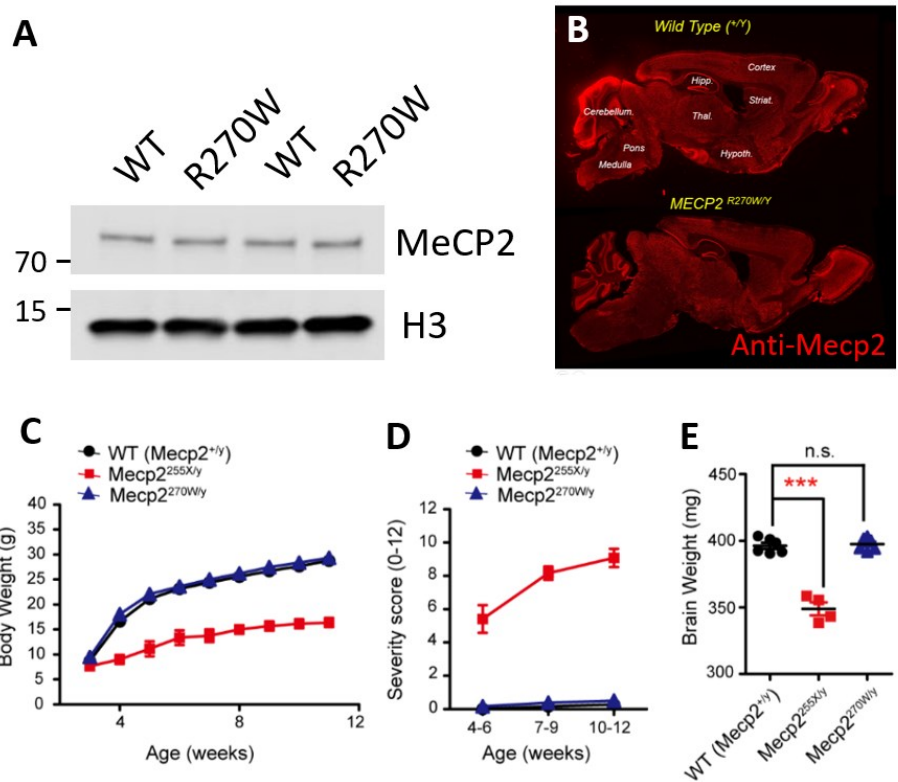 A
WT
R270W
WT
R270W
70
MeCP2
15
H3
B
Wild Type (+/Y)
Cortex
Hipp.
Striat.
Cerebellum.
Thal.
Pons
Hypoth.
Medulla
MECP2 R270W/Y
Anti-Mecp2
C
WT (Mecp2+/y)
Mecp2255X/y
Mecp2270W/y
40
35
30
25
20
15
10
5
0
Body Weight (g)
4
8
12
Age (weeks)
D
WT (Mecp2+/y)
Mecp2255X/y
Mecp2270W/y
12
10
8
6
4
2
0
Severity score (0-12)
4-6
7-9
10-12
Age (weeks)
E
n.s.
***
450
400
350
300
Brain Weight (mg)
WT (Mecp2+/y)
Mecp2255X/y
Mecp2270W/y